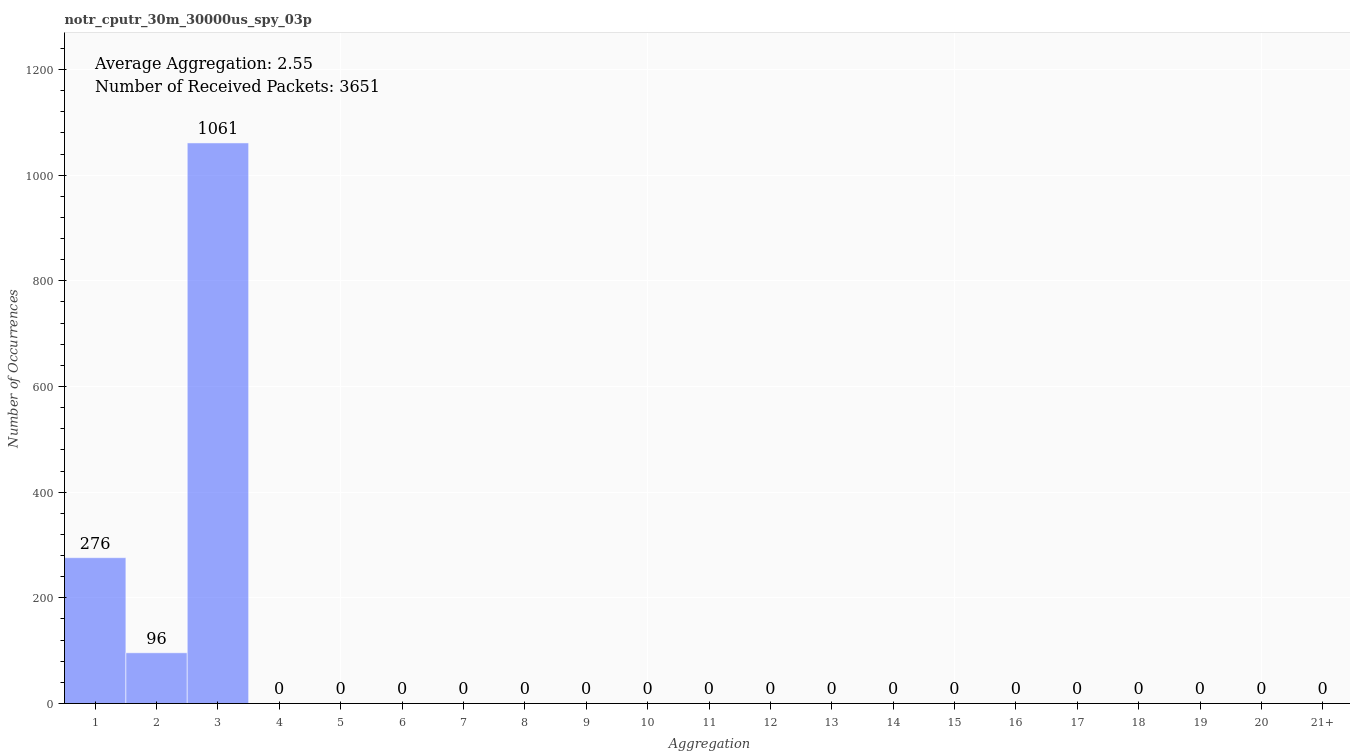 notr_cputr_30m_30000us_spy_03p
Average Aggregation: 2.55
Number of Received Packets: 3651
1200
1000
800
600
400
200
0
Number of Occurrences
276
96
1061
0 0 0 0 0 0 0 0 0 0 0 0 0 0 0 0 0 0
1 2 3 4 5 6 7 8 9 10 11 12 13 14 15 16 17 18 19 20 21+
Aggregation